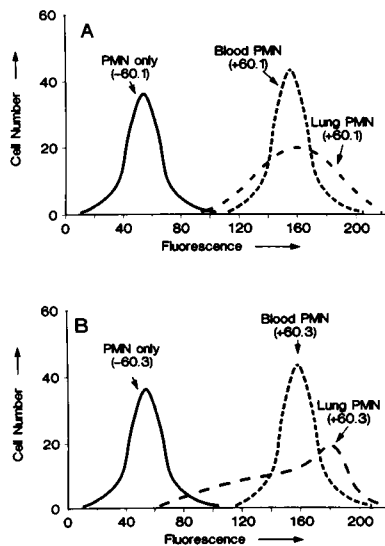 A
60
40
20
0
Cell Number
PMN only
(−60.1)
Blood PMN
(+60.1)
Lung PMN
(+60.1)
0 40 80 120 160 200
Fluorescence
B
60
40
20
0
Cell Number
PMN only
(−60.3)
Blood PMN
(+60.3)
Lung PMN
(+60.3)
0 40 80 120 160 200
Fluorescence